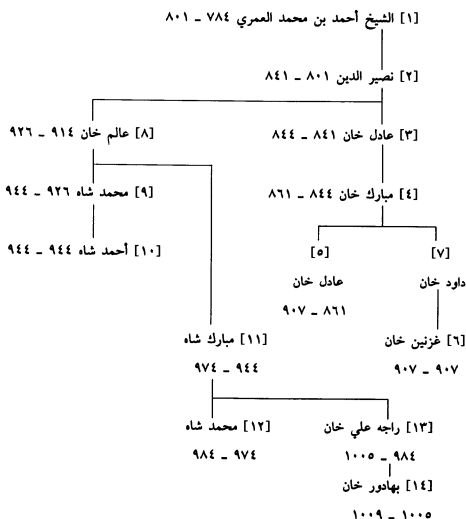 [١] الشيخ أحمد بن محمد العمري ٧٨٤ – ٨٠١
[٢] نصير الدين ٨٠١ – ٨٤١
[٣] عادل خان ٨٤١ – ٨٤٤
[٨] عالم خان ٩١٤ – ٩٢٦
[٤] مبارك خان ٨٤٤ – ٨٦١
[٩] محمد شاه ٩٢٦ – ٩٤٤
[٧]
[٥]
[١٠] أحمد شاه ٩٤٤ – ٩٤٤
داود خان
عادل خان
٨٦١ – ٩٠٧
[٦] غزنين خان
[١١] مبارك شاه
٩٠٧ – ٩٠٧
٩٤٤ – ٩٧٤
[١٣] راجه علي خان
[١٢] محمد شاه
٩٨٤ – ١٠٠٥
٩٧٤ – ٩٨٤
[١٤] بهادور خان
١٠٠٥ – ١٠٠٩